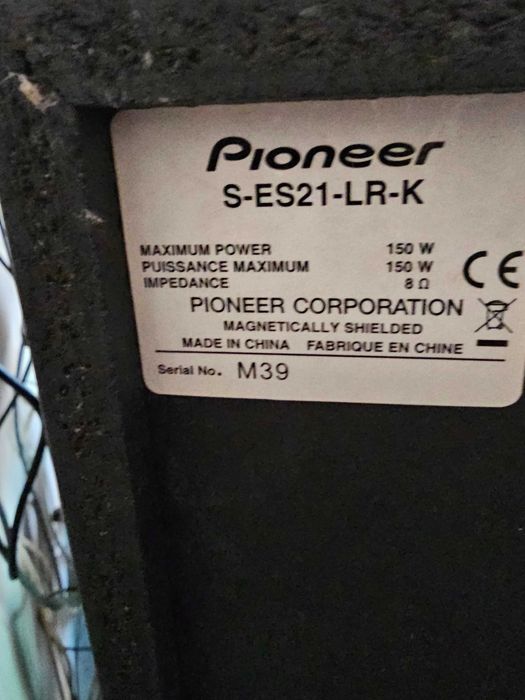 Pioneer
S-ES21-LR-K
MAXIMUM POWER 150 W
PUISSANCE MAXIMUM 150 W
IMPEDANCE 8 Ω
CE
PIONEER CORPORATION
MAGNETICALLY SHIELDED
MADE IN CHINA FABRIQUE EN CHINE
Serial No. M39